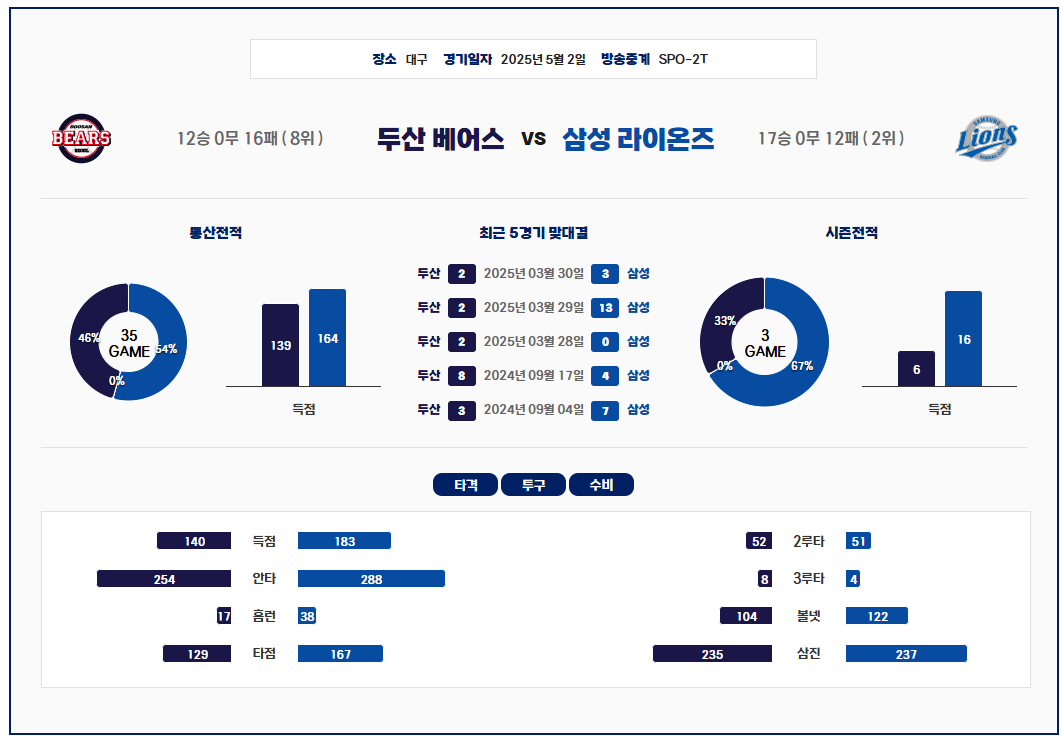 장소 대구 경기일자 2025년 5월 2일 방송중계 SPO-2T
DOOSAN
BEARS
12승 0무 16패 ( 8위 ) 두산 베어스 VS 삼성 라이온즈 17승 0무 12패 ( 2위 )
SAMSUNG
Lions
통산전적 최근 5경기 맞대결 시즌전적
두산 2 2025년 03월 30일 3 삼성
두산 2 2025년 03월 29일 13 삼성
두산 2 2025년 03월 28일 0 삼성
두산 8 2024년 09월 17일 4 삼성
두산 3 2024년 09월 04일 7 삼성
46% 35 GAME 54%
0%
139 164
득점
33% 3 GAME
0% 67%
6 16
득점
타격 투구 수비
140 득점 183 52 2루타 51
254 안타 288 8 3루타 4
17 홈런 38 104 볼넷 122
129 타점 167 235 삼진 237